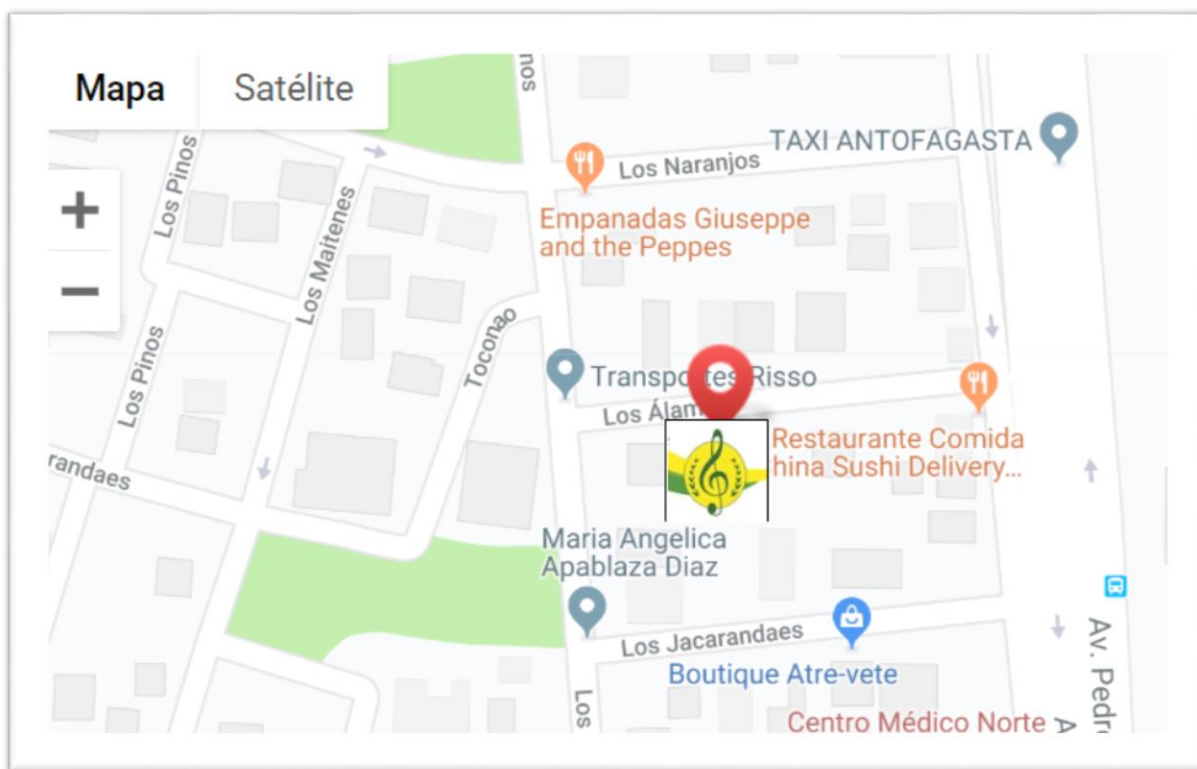 Mapa
Satélite
nos
TAXI ANTOFAGASTA
Los Pinos
Los Naranjos
Los Maitenes
Empanadas Giuseppe
and the Peppes
+
−
Toconao
Los Pinos
Transportes Risso
Los Álam
Restaurante Comida
hina Sushi Delivery...
randaes
Maria Angelica
Apablaza Diaz
Los Jacarandaes
Av. Pedr
Boutique Atre-vete
Los
Centro Médico Norte
A